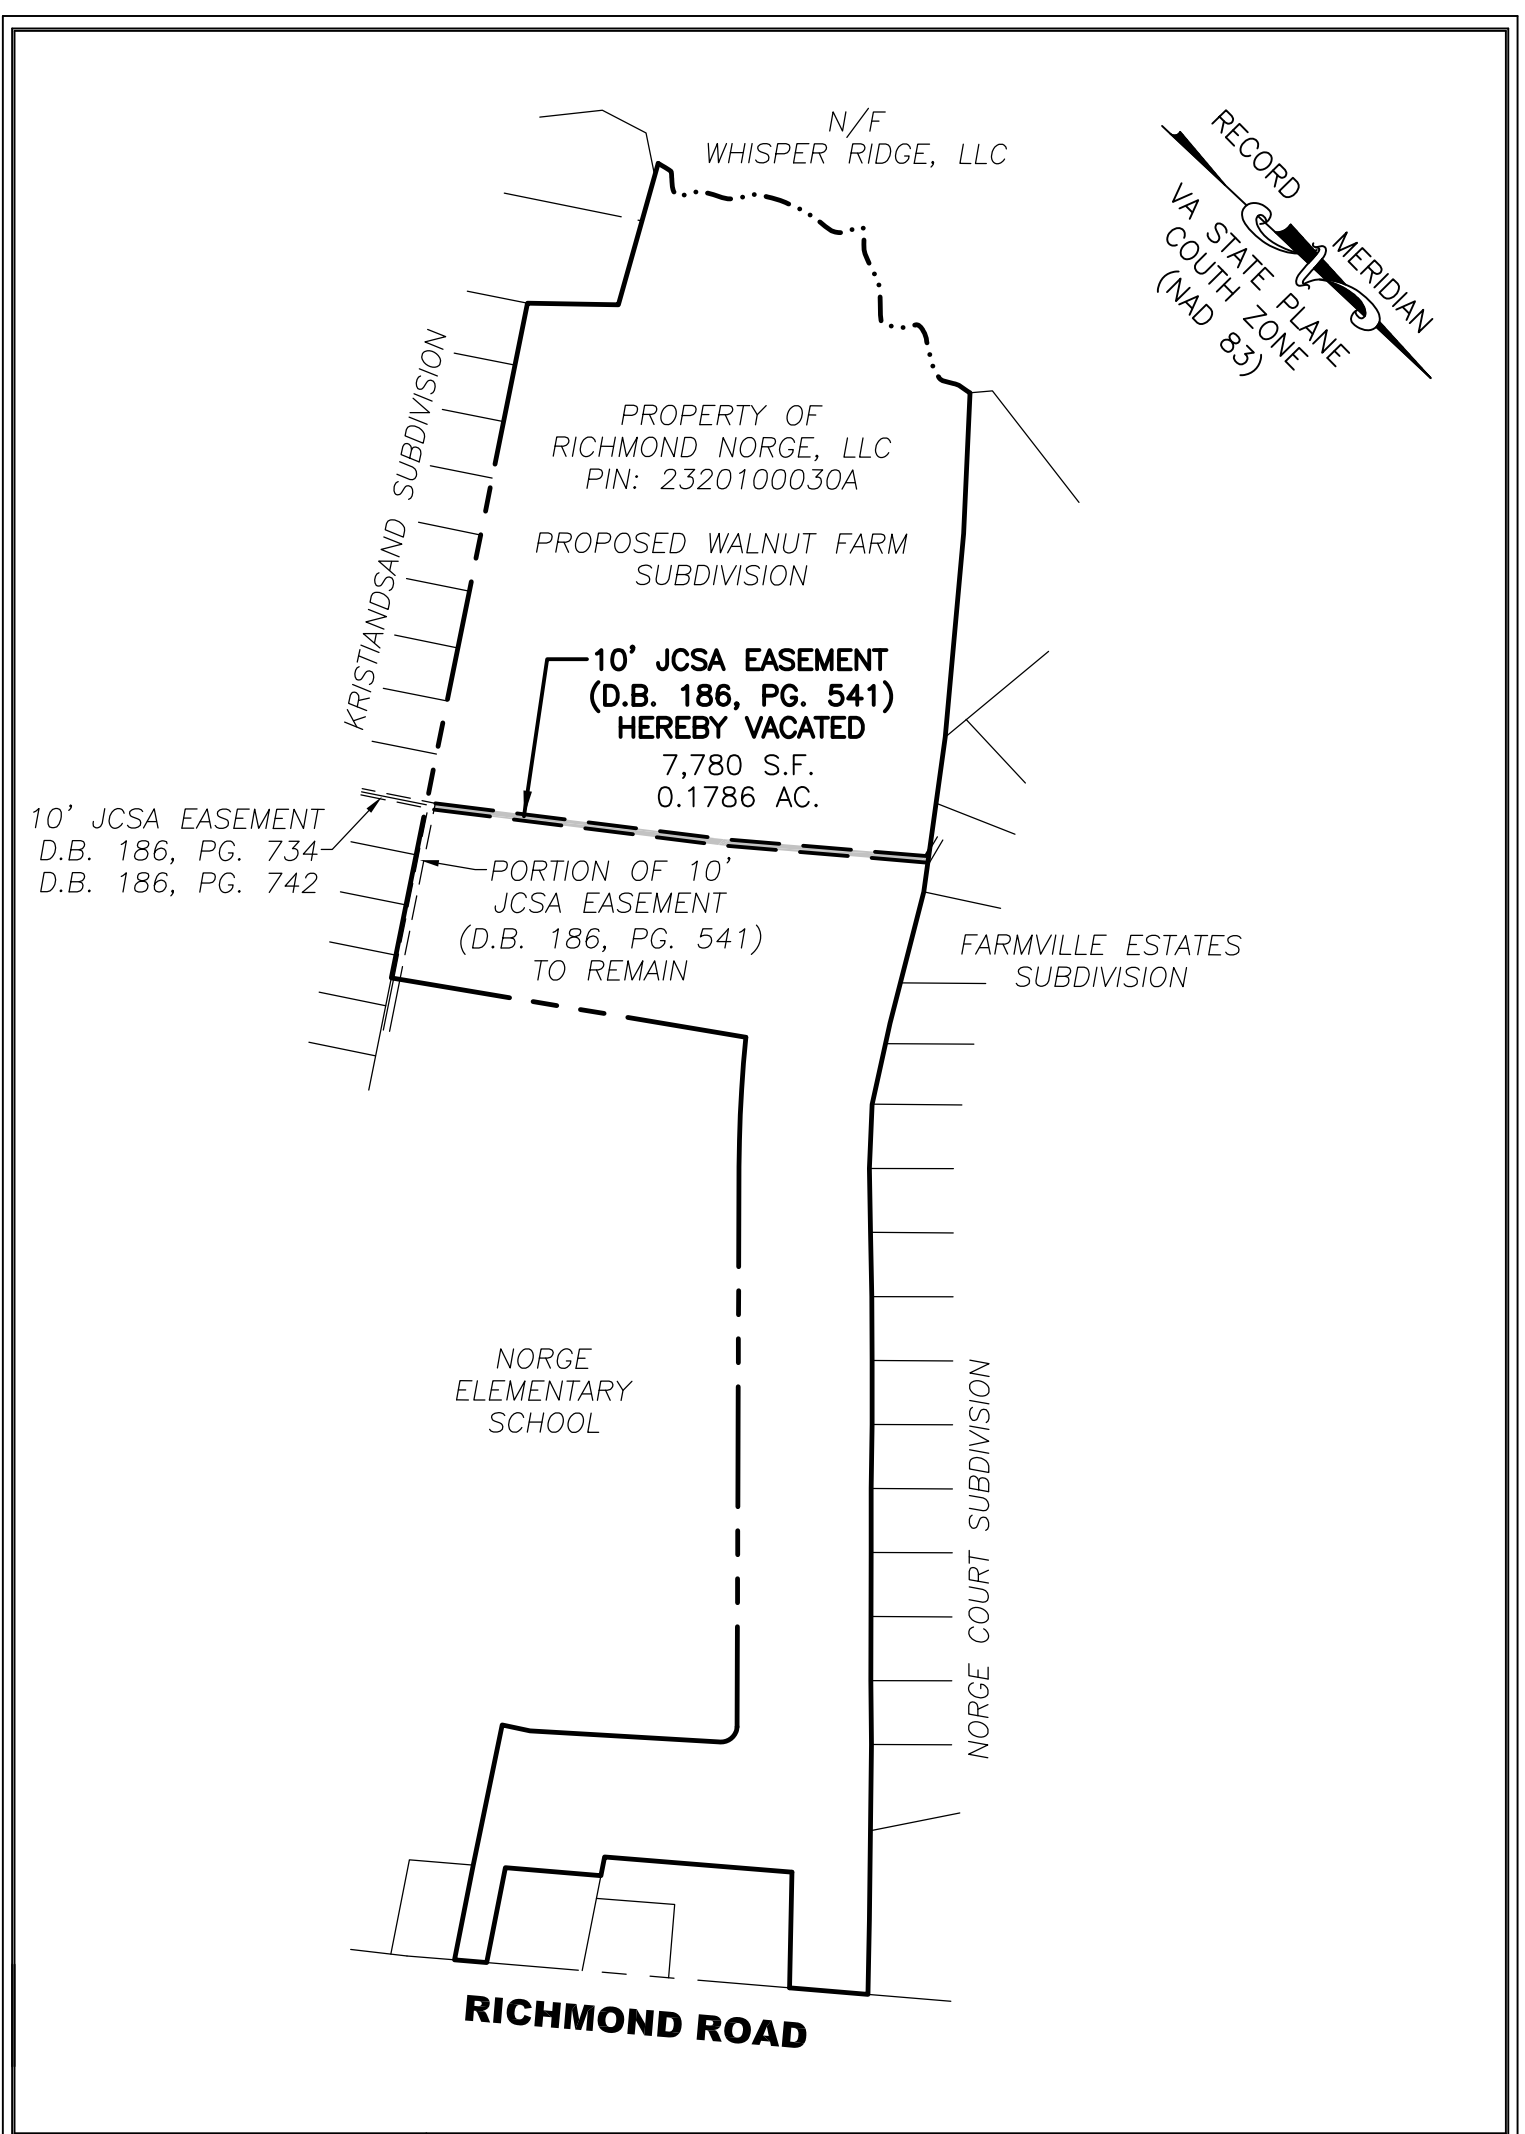 N/F
WHISPER RIDGE, LLC
RECORD
MERIDIAN
VA STATE PLANE
COUTH ZONE
(NAD 83)
KRISTIANDSAND SUBDIVISION
PROPERTY OF
RICHMOND NORGE, LLC
PIN: 2320100030A
PROPOSED WALNUT FARM
SUBDIVISION
10' JCSA EASEMENT
(D.B. 186, PG. 541)
HEREBY VACATED
7,780 S.F.
0.1786 AC.
10' JCSA EASEMENT
D.B. 186, PG. 734
D.B. 186, PG. 742
PORTION OF 10'
JCSA EASEMENT
(D.B. 186, PG. 541)
TO REMAIN
FARMVILLE ESTATES
SUBDIVISION
NORGE
ELEMENTARY
SCHOOL
NORGE COURT SUBDIVISION
RICHMOND ROAD